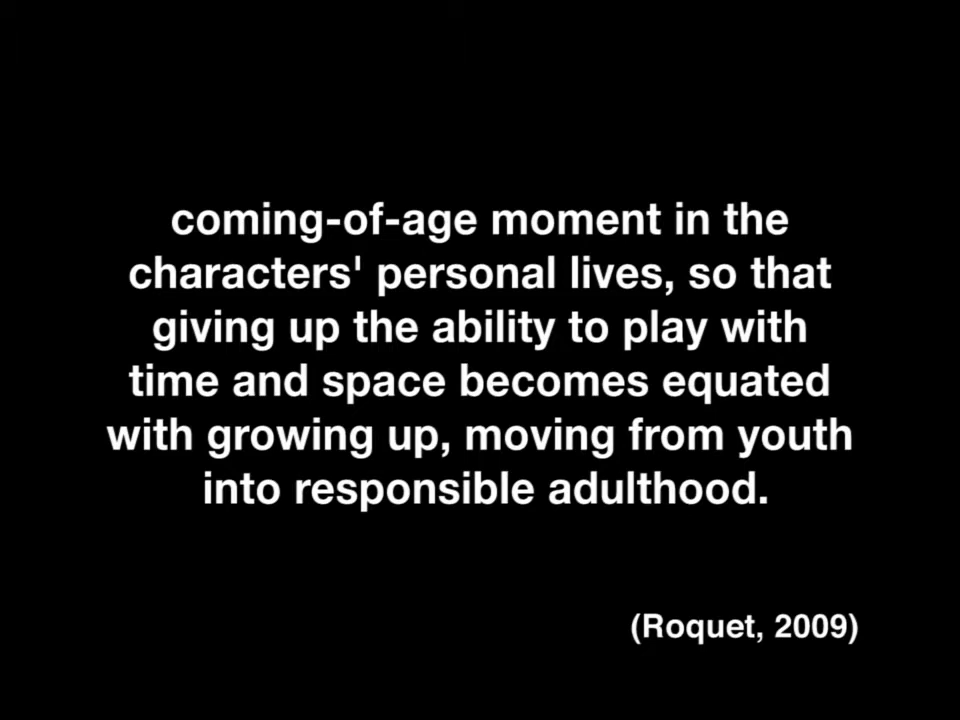 coming-of-age moment in the
characters' personal lives, so that
giving up the ability to play with
time and space becomes equated
with growing up, moving from youth
into responsible adulthood.
(Roquet, 2009)